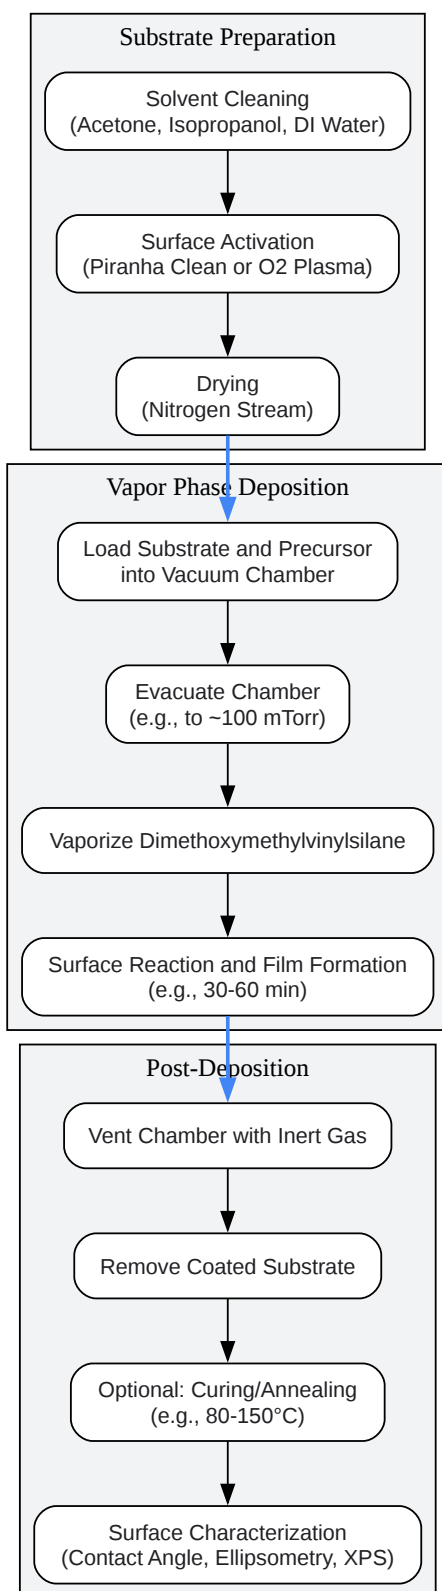 Substrate Preparation
Solvent Cleaning
(Acetone, Isopropanol, DI Water)
Surface Activation
(Piranha Clean or O2 Plasma)
Drying
(Nitrogen Stream)
Vapor Phase Deposition
Load Substrate and Precursor
into Vacuum Chamber
Evacuate Chamber
(e.g., to ~100 mTorr)
Vaporize Dimethoxymethylvinylsilane
Surface Reaction and Film Formation
(e.g., 30-60 min)
Post-Deposition
Vent Chamber with Inert Gas
Remove Coated Substrate
Optional: Curing/Annealing
(e.g., 80-150°C)
Surface Characterization
(Contact Angle, Ellipsometry, XPS)